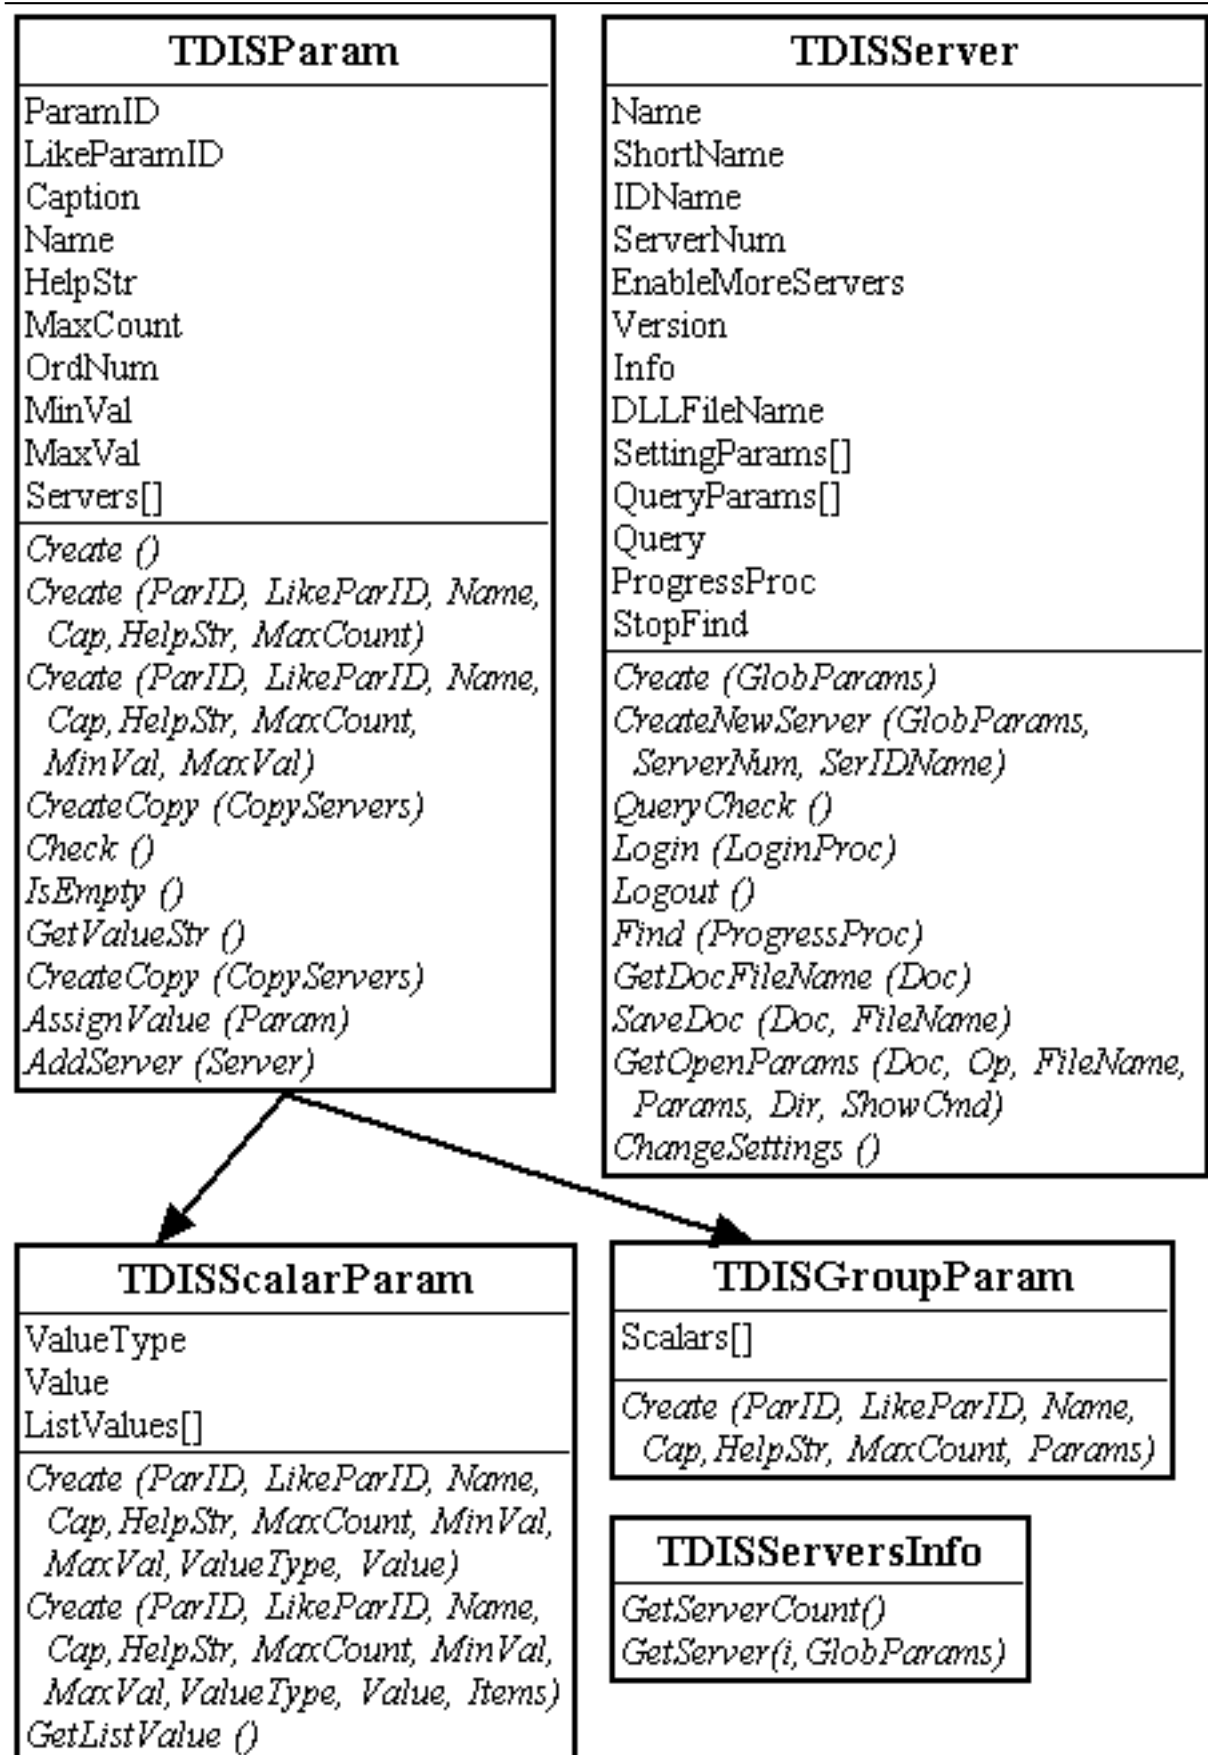 TDISParam
ParamID
LikeParamID
Caption
Name
HelpStr
MaxCount
OrdNum
MinVal
MaxVal
Servers[]
Create ()
Create (ParID, LikeParID, Name,
Cap, HelpStr, MaxCount)
Create (ParID, LikeParID, Name,
Cap, HelpStr, MaxCount,
MinVal, MaxVal)
CreateCopy (CopyServers)
Check ()
IsEmpty ()
GetValueStr ()
CreateCopy (CopyServers)
AssignValue (Param)
AddServer (Server)
TDISServer
Name
ShortName
IDName
ServerNum
EnableMoreServers
Version
Info
DLLFileName
SettingParams[]
QueryParams[]
Query
ProgressProc
StopFind
Create (GlobParams)
CreateNewServer (GlobParams,
ServerNum, SerIDName)
QueryCheck ()
Login (LoginProc)
Logout ()
Find (ProgressProc)
GetDocFileName (Doc)
SaveDoc (Doc, FileName)
GetOpenParams (Doc, Op, FileName,
Params, Dir, ShowCmd)
ChangeSettings ()
TDISScalarParam
ValueType
Value
ListValues[]
Create (ParID, LikeParID, Name,
Cap, HelpStr, MaxCount, MinVal,
MaxVal, ValueType, Value)
Create (ParID, LikeParID, Name,
Cap, HelpStr, MaxCount, MinVal,
MaxVal, ValueType, Value, Items)
GetListValue ()
TDISGroupParam
Scalars[]
Create (ParID, LikeParID, Name,
Cap, HelpStr, MaxCount, Params)
TDISServersInfo
GetServerCount()
GetServer(i, GlobParams)